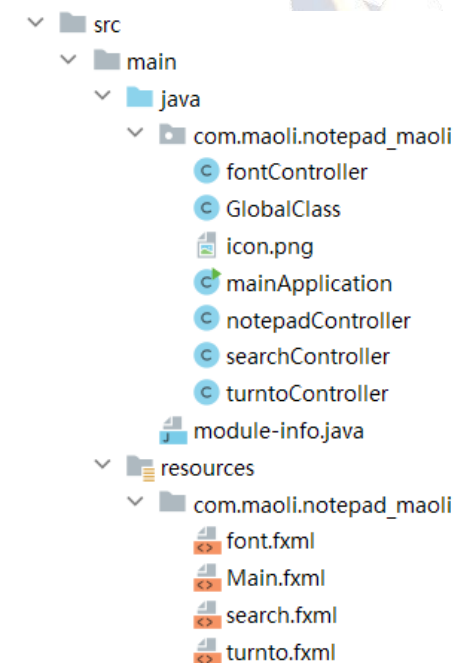 src
main
java
com.maoli.notepad_maoli
C fontController
C GlobalClass
icon.png
C mainApplication
C notepadController
C searchController
C turntoController
J module-info.java
resources
com.maoli.notepad_maoli
<> font.fxml
<> Main.fxml
<> search.fxml
<> turnto.fxml